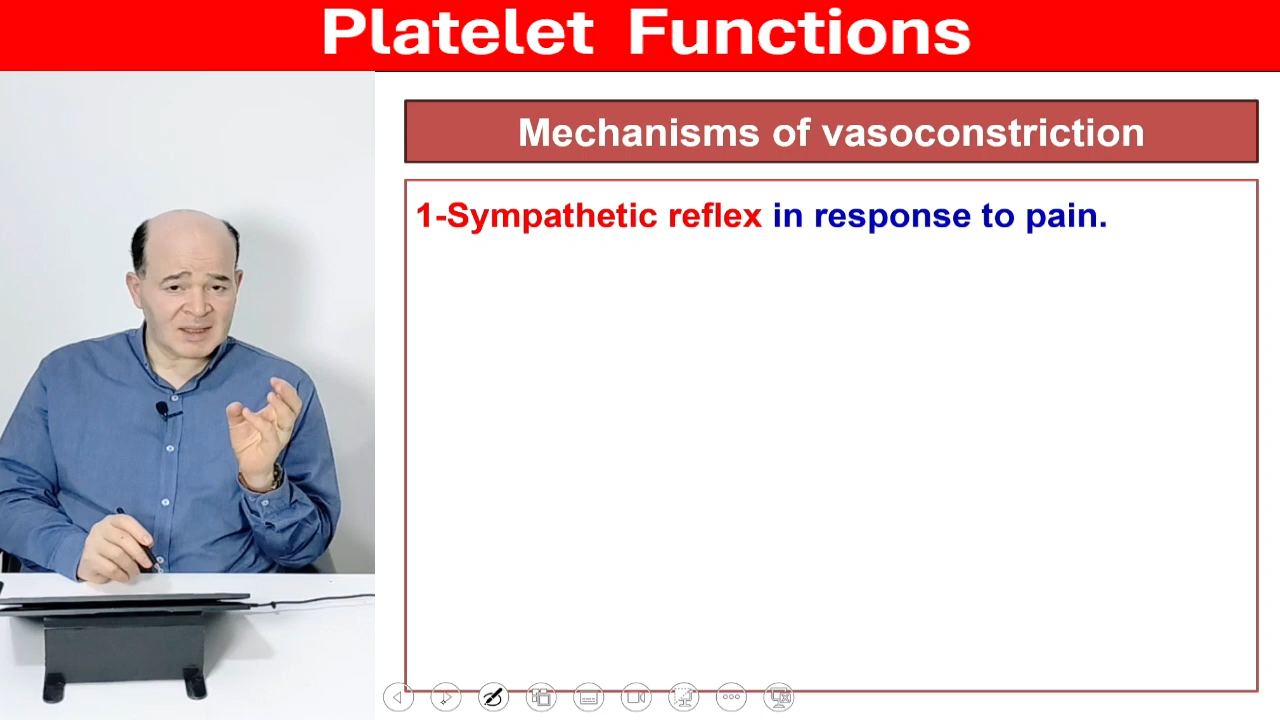 Platelet Functions
Mechanisms of vasoconstriction
1-Sympathetic reflex in response to pain.